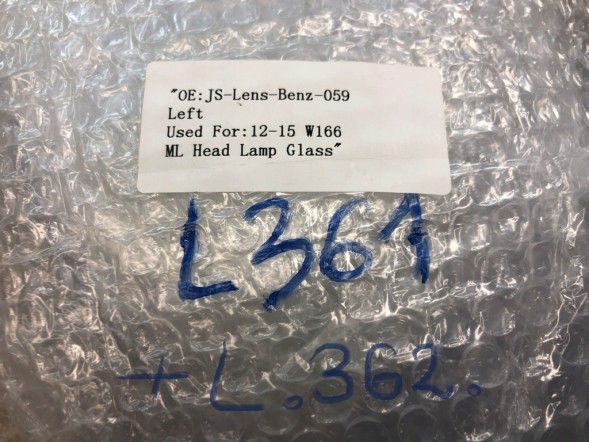 "OE:JS-Lens-Benz-059
Left
Used For:12-15 W166
ML Head Lamp Glass"
L361
+ L.362.